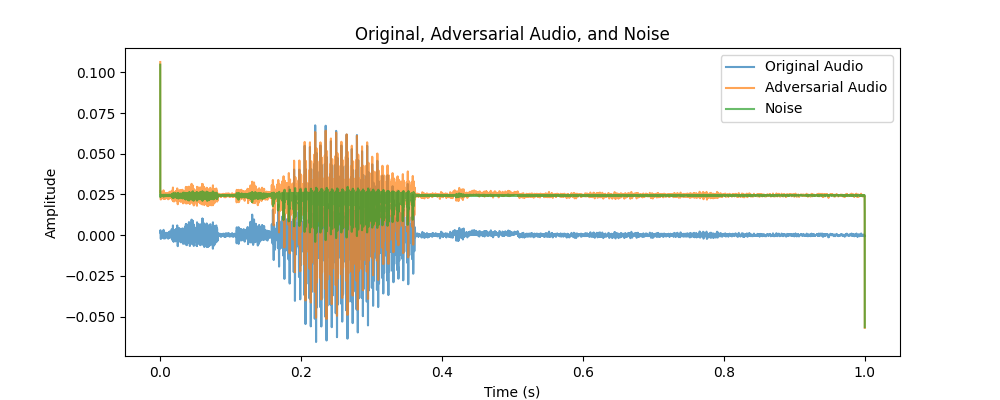 Original, Adversarial Audio, and Noise
Original Audio
Adversarial Audio
Noise
0.100
0.075
0.050
0.025
0.000
−0.025
−0.050
Amplitude
0.0 0.2 0.4 0.6 0.8 1.0
Time (s)